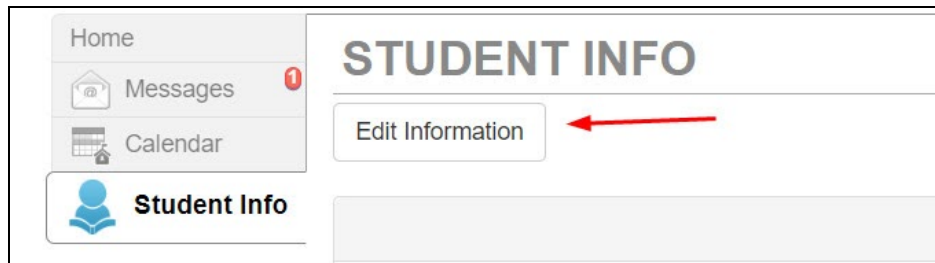 Home
Messages 1
Calendar
Student Info
STUDENT INFO
Edit Information